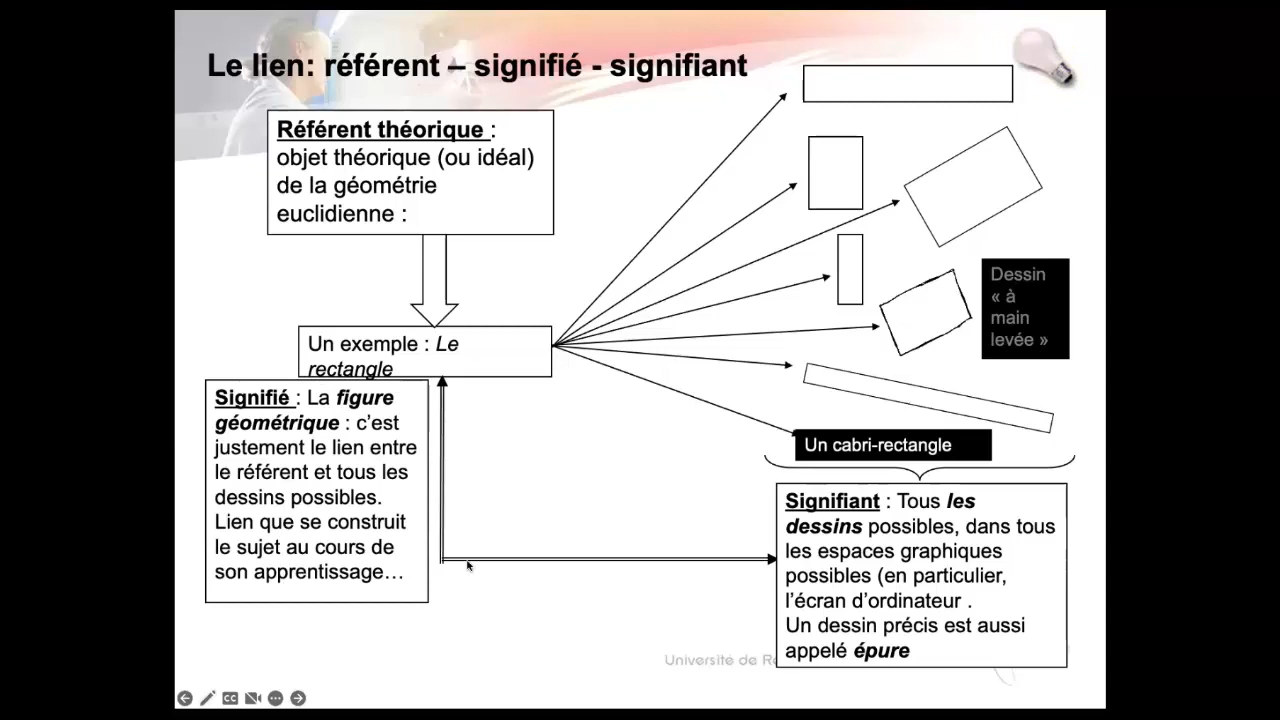 Le lien: référent – signifié - signifiant
Référent théorique :
objet théorique (ou idéal)
de la géométrie
euclidienne :
Un exemple : Le
rectangle
Signifié : La figure
géométrique : c’est
justement le lien entre
le référent et tous les
dessins possibles.
Lien que se construit
le sujet au cours de
son apprentissage…
Dessin
« à
main
levée »
Un cabri-rectangle
Signifiant : Tous les
dessins possibles, dans tous
les espaces graphiques
possibles (en particulier,
l’écran d’ordinateur .
Un dessin précis est aussi
appelé épure
Université de
CC